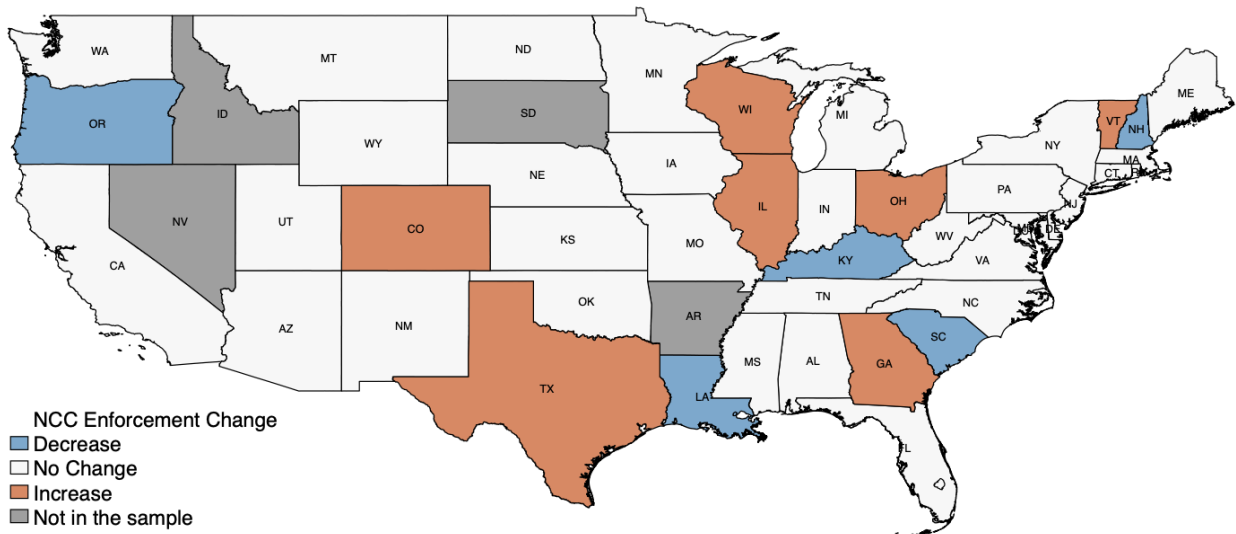 WA
MT
ND
MN
ME
OR
ID
SD
WI
MI
VT
NH
WY
NY
MA
IA
CT
NE
PA
NV
UT
CO
IL
IN
OH
NJ
DE
WV
KS
MO
KY
VA
CA
OK
TN
NC
AZ
NM
AR
SC
MS
AL
GA
TX
LA
FL
NCC Enforcement Change
Decrease
No Change
Increase
Not in the sample